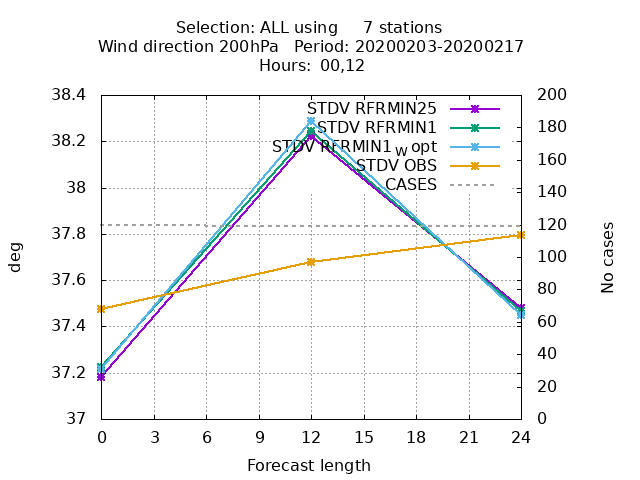 Selection: ALL using 7 stations
Wind direction 200hPa Period: 20200203-20200217
Hours: 00,12
38.4
38.2
38
37.8
37.6
37.4
37.2
37
deg
200
180
160
140
120
100
80
60
40
20
0
No cases
STDV RFRMIN25
STDV RFRMIN1
STDV RFRMIN1_w opt
STDV OBS
CASES
0 3 6 9 12 15 18 21 24
Forecast length